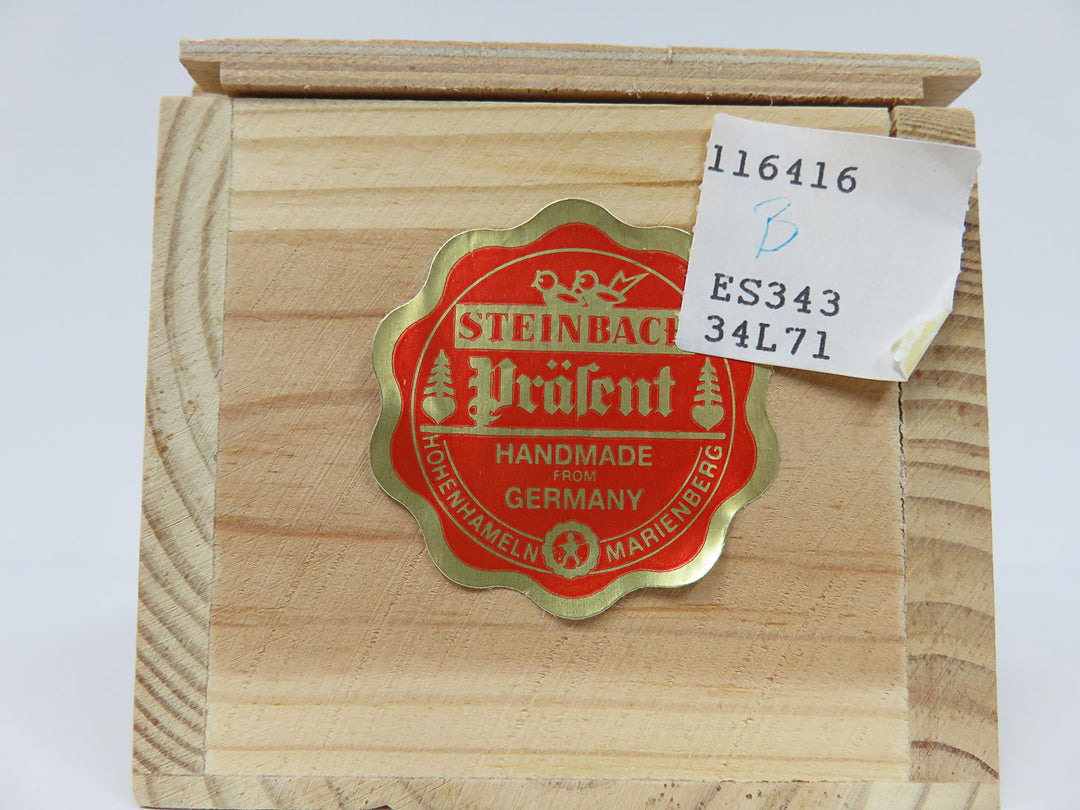 116416
B
ES343
34L71
STEINBACH
Präſent
HANDMADE
FROM
GERMANY
HOHENHAMELN MARIENBERG